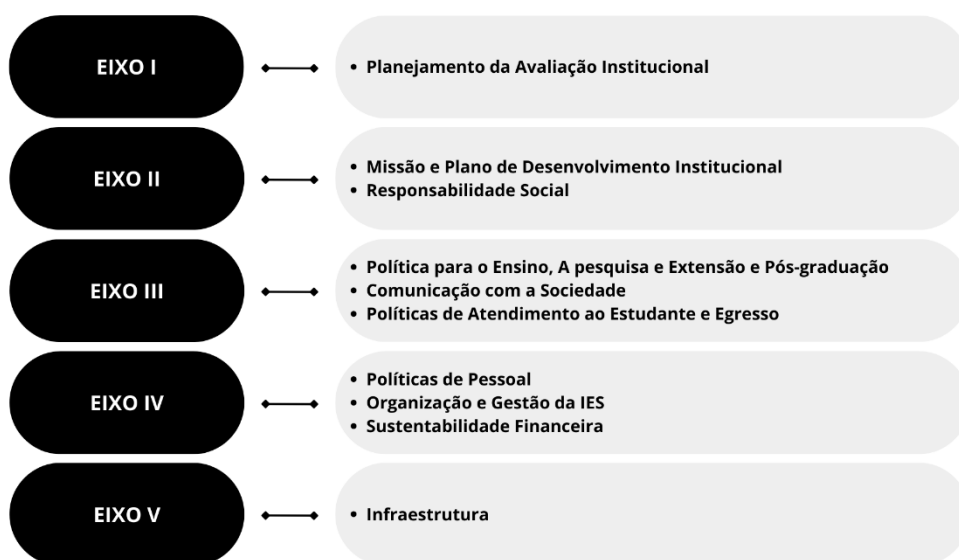 EIXO I
• Planejamento da Avaliação Institucional
EIXO II
• Missão e Plano de Desenvolvimento Institucional
• Responsabilidade Social
EIXO III
• Política para o Ensino, A pesquisa e Extensão e Pós-graduação
• Comunicação com a Sociedade
• Políticas de Atendimento ao Estudante e Egresso
EIXO IV
• Políticas de Pessoal
• Organização e Gestão da IES
• Sustentabilidade Financeira
EIXO V
• Infraestrutura